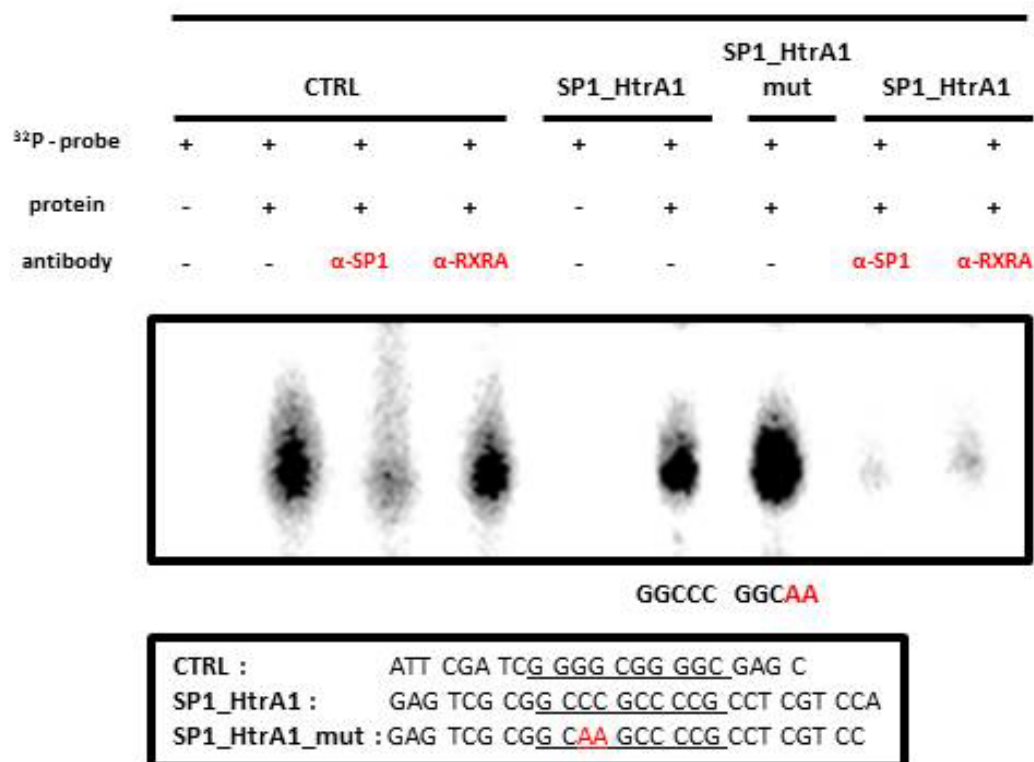 SP1_HtrA1
CTRL SP1_HtrA1 mut SP1_HtrA1
³²P - probe + + + + + + + + +
protein - + + + - + + + +
antibody - - α-SP1 α-RXRA - - - α-SP1 α-RXRA
GGCCC GGCAA
CTRL : ATT CGA TCG GGG CGG GGC GAG C
SP1_HtrA1 : GAG TCG CGG GCCC GCC CCG CCT CGT CCA
SP1_HtrA1_mut : GAG TCG CGG G CAA GCC CCG CCT CGT CC